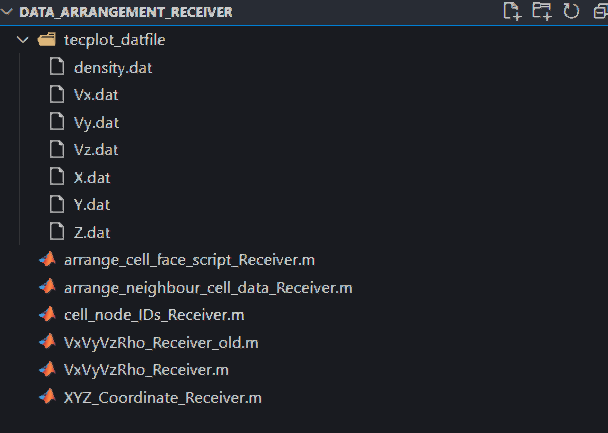 DATA_ARRANGEMENT_RECEIVER
tecplot_datfile
density.dat
Vx.dat
Vy.dat
Vz.dat
X.dat
Y.dat
Z.dat
arrange_cell_face_script_Receiver.m
arrange_neighbour_cell_data_Receiver.m
cell_node_IDs_Receiver.m
VxVyVzRho_Receiver_old.m
VxVyVzRho_Receiver.m
XYZ_Coordinate_Receiver.m